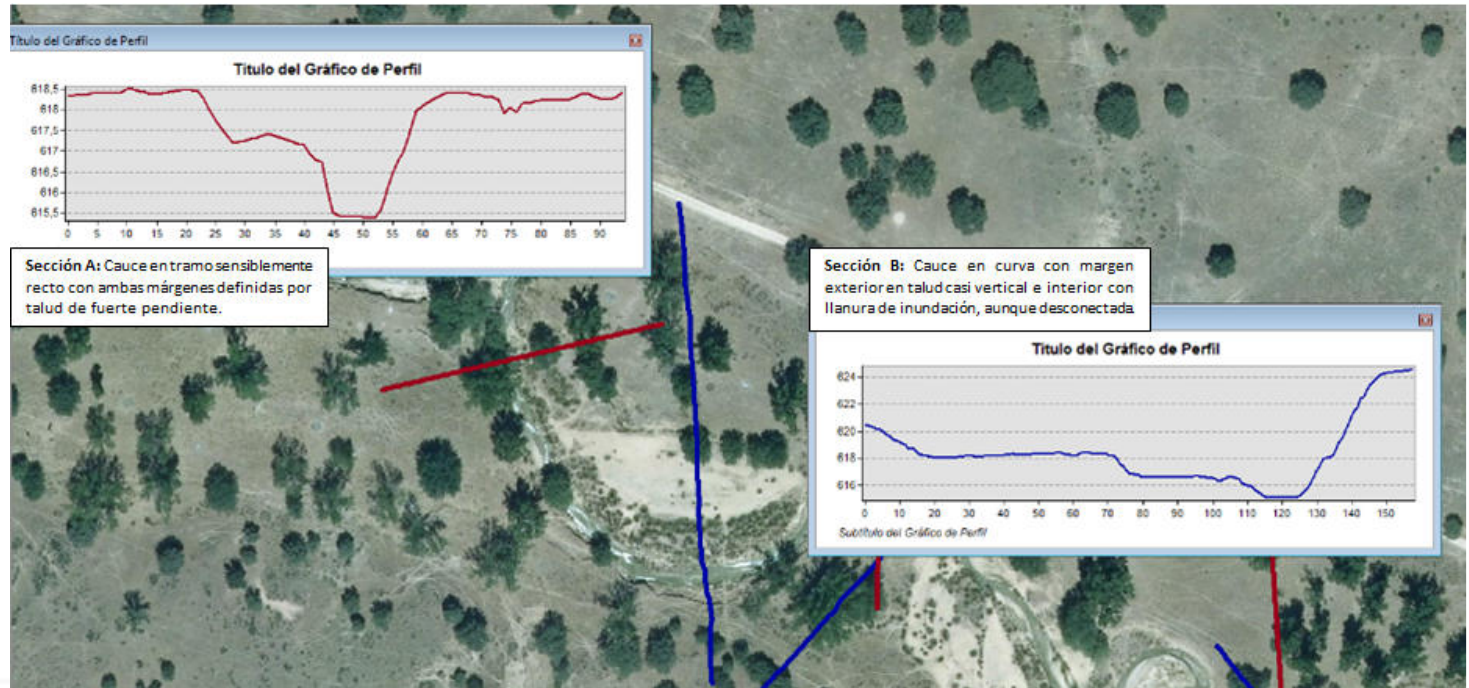 Título del Gráfico de Perfil
Título del Gráfico de Perfil
618,5
618
617,5
617
616,5
616
615,5
0 5 10 15 20 25 30 35 40 45 50 55 60 65 70 75 80 85 90
Sección A: Cauce en tramo sensiblemente
recto con ambas márgenes definidas por
talud de fuerte pendiente.
Sección B: Cauce en curva con margen
exterior en talud casi vertical e interior con
llanura de inundación, aunque desconectada.
Título del Gráfico de Perfil
624
622
620
618
616
0 10 20 30 40 50 60 70 80 90 100 110 120 130 140 150
Subtítulo del Gráfico de Perfil